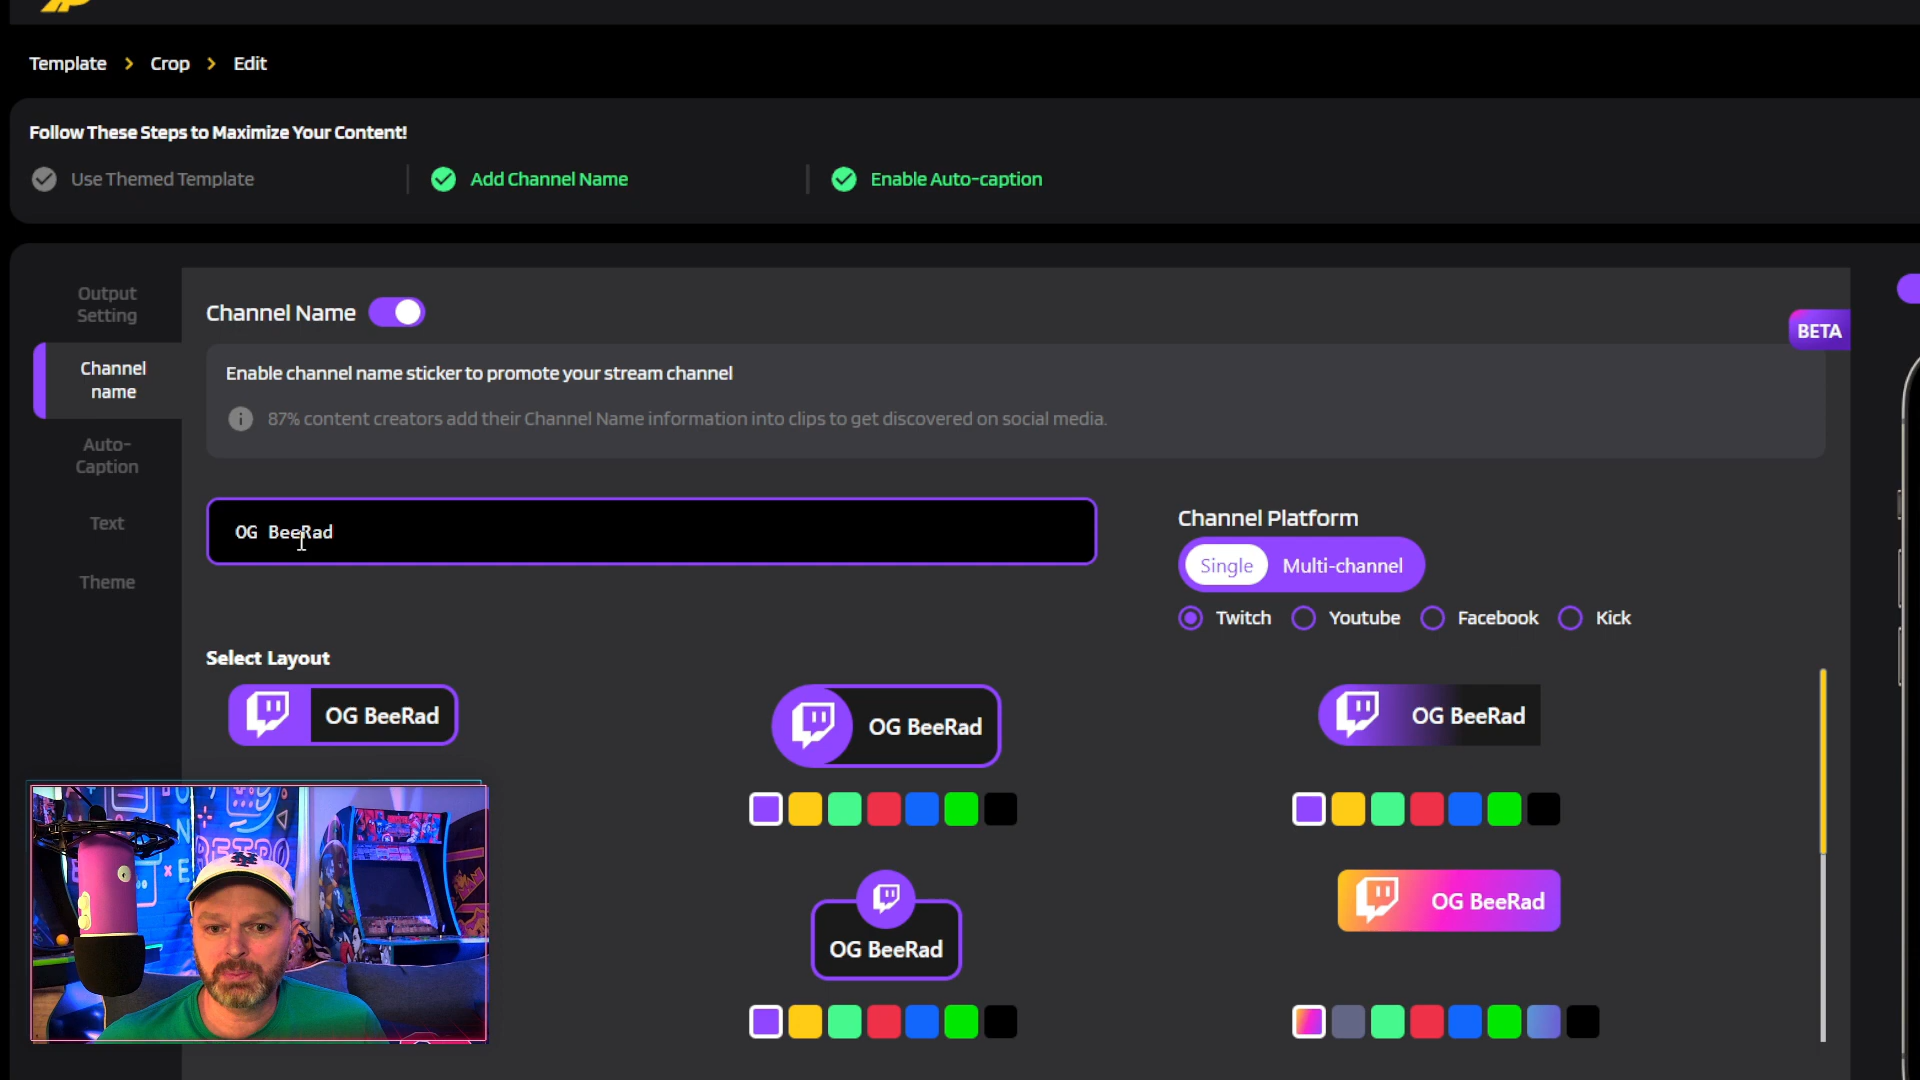 Template > Crop > Edit
Follow These Steps to Maximize Your Content!
Use Themed Template
Add Channel Name
Enable Auto-caption
Output
Setting
Channel
name
Auto-
Caption
Text
Theme
Channel Name
BETA
Enable channel name sticker to promote your stream channel
87% content creators add their Channel Name information into clips to get discovered on social media.
OG BeeRad
Channel Platform
Single
Multi-channel
Twitch
Youtube
Facebook
Kick
Select Layout
OG BeeRad
OG BeeRad
OG BeeRad
OG BeeRad
OG BeeRad
RETRO